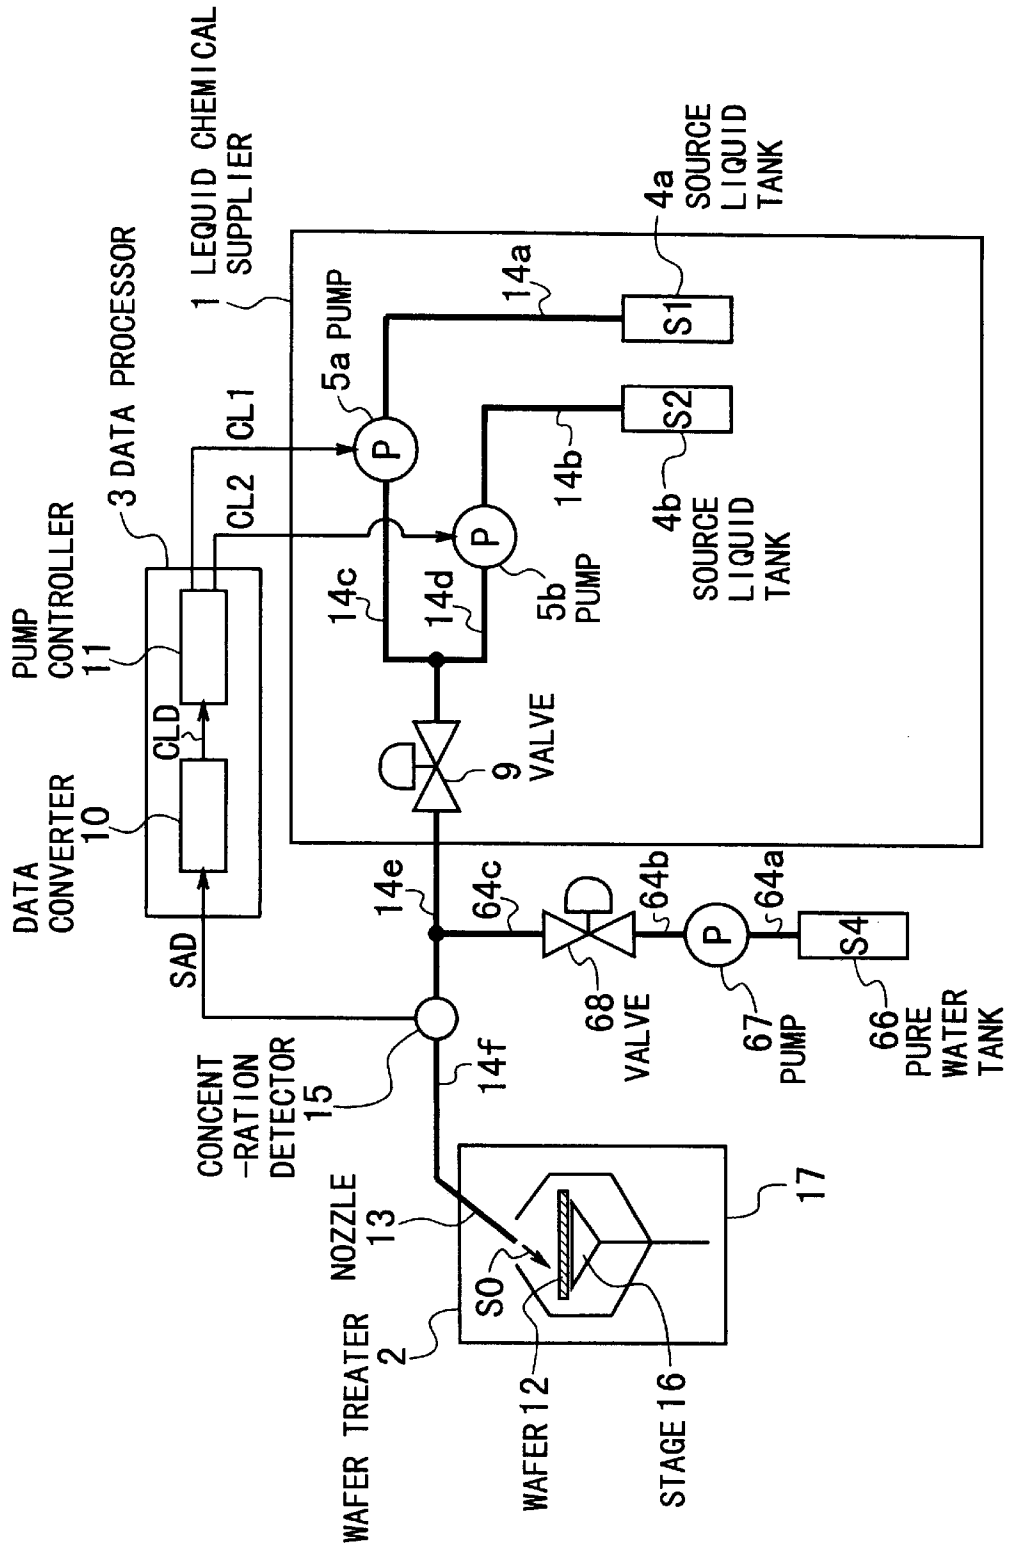 1 LEQUID CHEMICAL
SUPPLIER
3 DATA PROCESSOR
PUMP
CONTROLLER
11
DATA
CONVERTER
10
CLD
SAD
CL1
CL2
5a PUMP
P
14a
S1
4a
SOURCE
LIQUID
TANK
14c
P
5b
PUMP
14b
S2
4b
SOURCE
LIQUID
TANK
14d
9
VALVE
14e
64c
68
VALVE
64b
P
67
PUMP
64a
S4
66
PURE
WATER
TANK
CONCENT
-RATION
DETECTOR
15
14f
NOZZLE
13
WAFER TREATER
2
S0
WAFER 12
STAGE 16
17